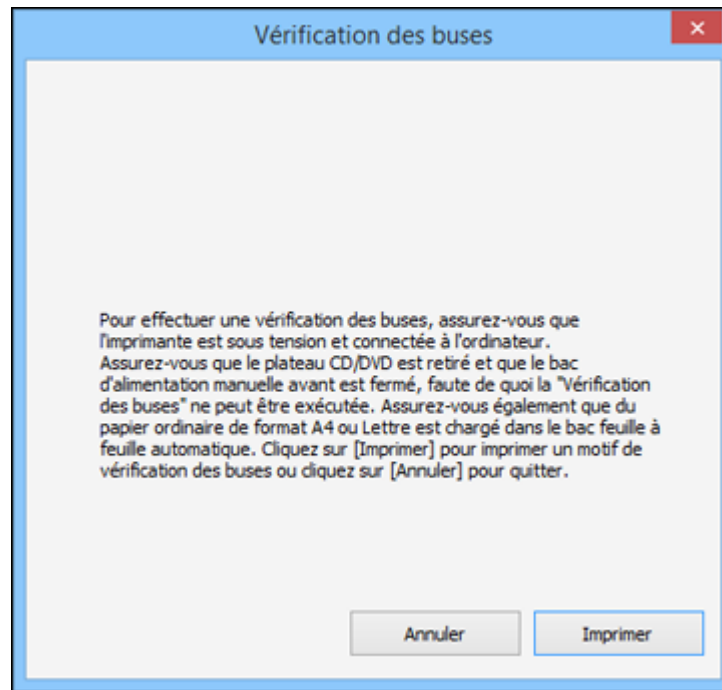 Vérification des buses
Pour effectuer une vérification des buses, assurez-vous que
l'imprimante est sous tension et connectée à l'ordinateur.
Assurez-vous que le plateau CD/DVD est retiré et que le bac
d'alimentation manuelle avant est fermé, faute de quoi la "Vérification
des buses" ne peut être exécutée. Assurez-vous également que du
papier ordinaire de format A4 ou Lettre est chargé dans le bac feuille à
feuille automatique. Cliquez sur [Imprimer] pour imprimer un motif de
vérification des buses ou cliquez sur [Annuler] pour quitter.
Annuler
Imprimer